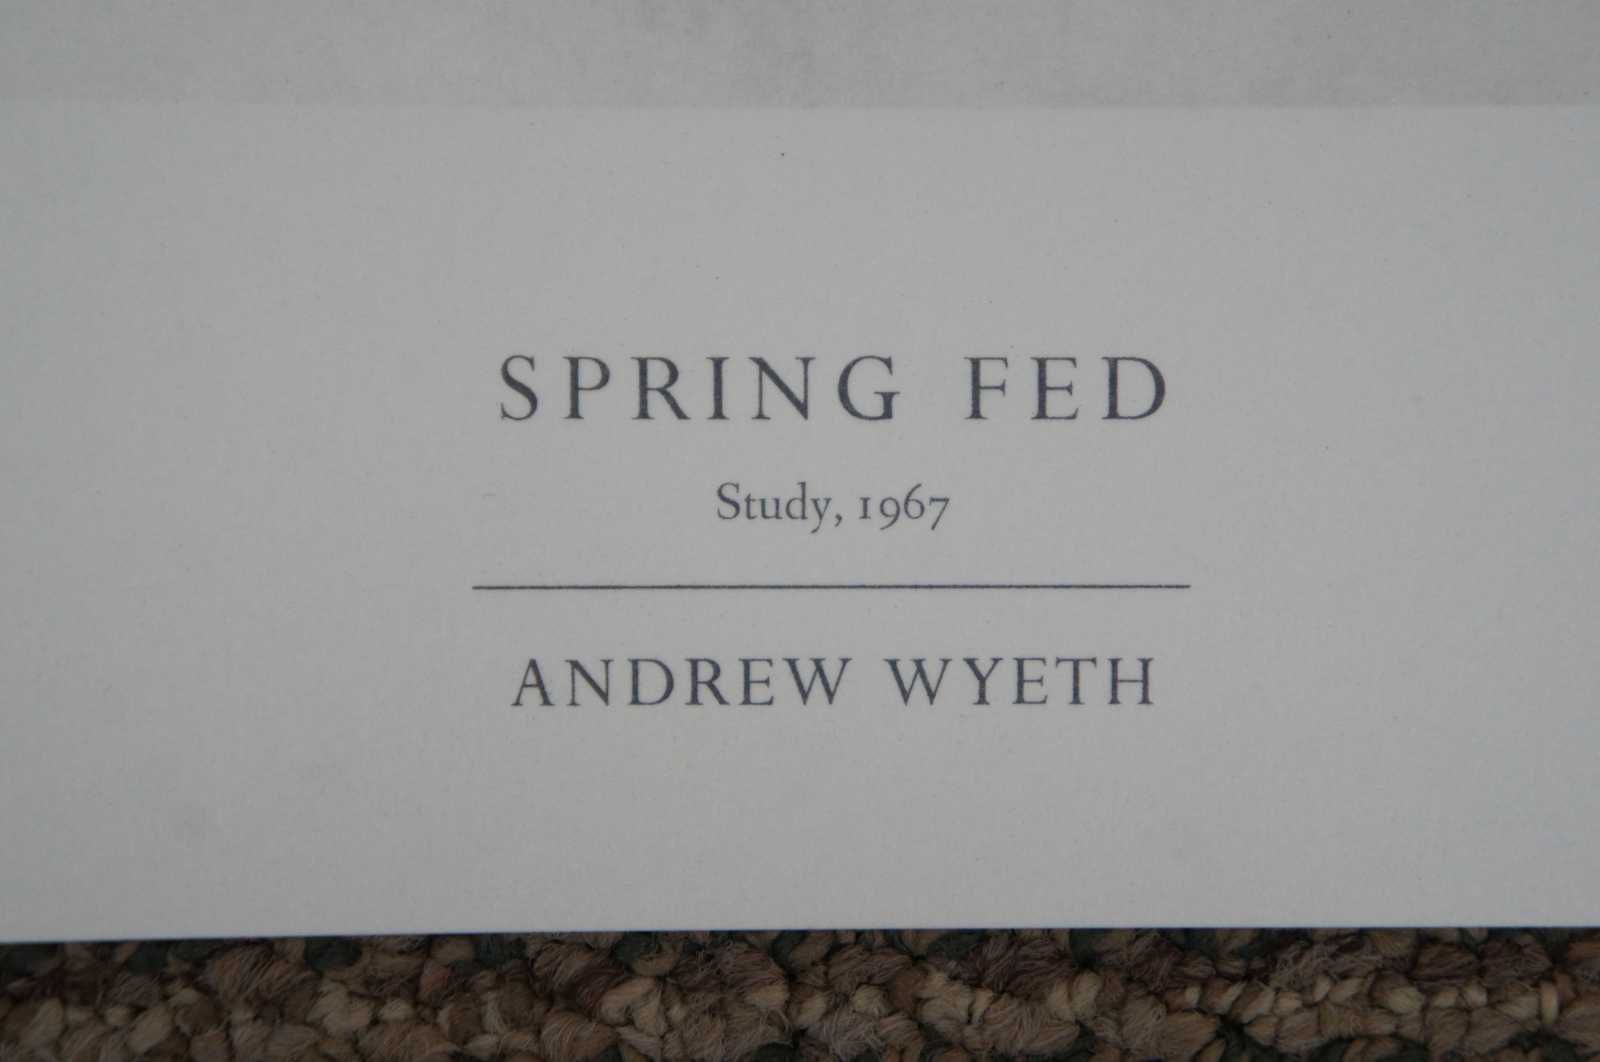 SPRING FED
Study, 1967
ANDREW WYETH